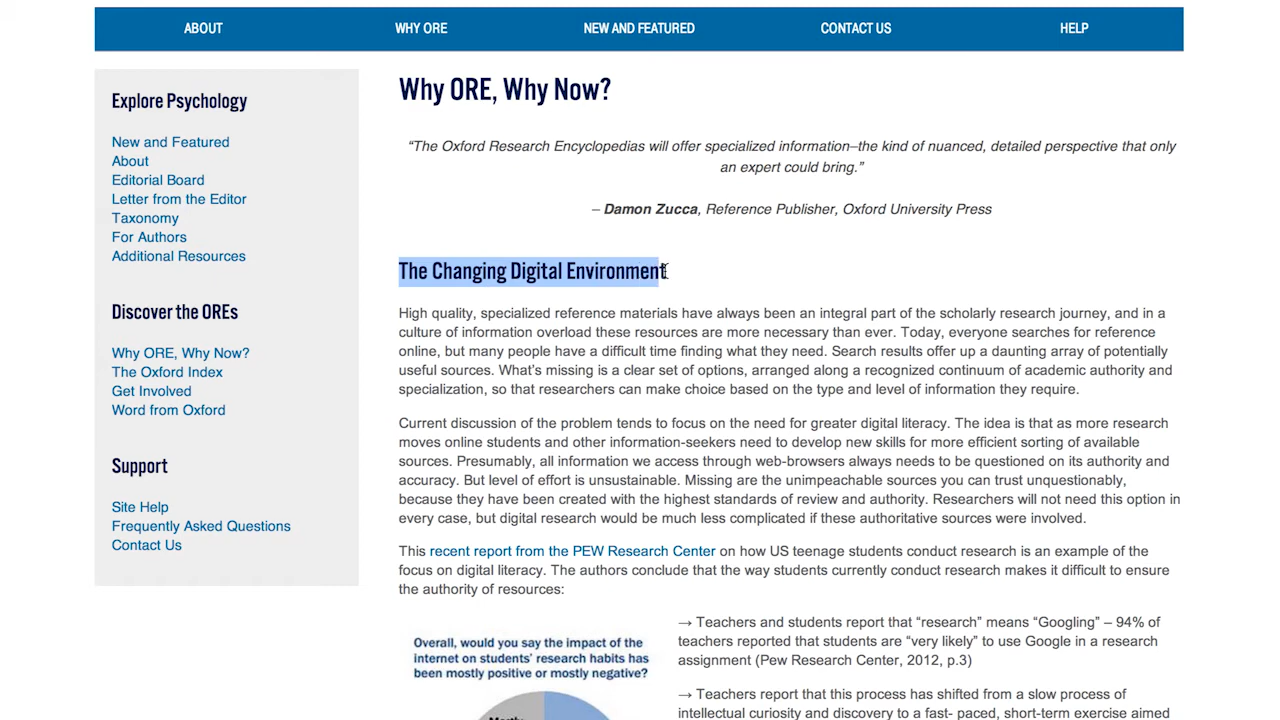 ABOUT WHY ORE NEW AND FEATURED CONTACT US HELP
Explore Psychology
New and Featured
About
Editorial Board
Letter from the Editor
Taxonomy
For Authors
Additional Resources
Discover the OREs
Why ORE, Why Now?
The Oxford Index
Get Involved
Word from Oxford
Support
Site Help
Frequently Asked Questions
Contact Us
Why ORE, Why Now?
“The Oxford Research Encyclopedias will offer specialized information–the kind of nuanced, detailed perspective that only
an expert could bring.”
– Damon Zucca, Reference Publisher, Oxford University Press
The Changing Digital Environment
High quality, specialized reference materials have always been an integral part of the scholarly research journey, and in a
culture of information overload these resources are more necessary than ever. Today, everyone searches for reference
online, but many people have a difficult time finding what they need. Search results offer up a daunting array of potentially
useful sources. What’s missing is a clear set of options, arranged along a recognized continuum of academic authority and
specialization, so that researchers can make choice based on the type and level of information they require.
Current discussion of the problem tends to focus on the need for greater digital literacy. The idea is that as more research
moves online students and other information-seekers need to develop new skills for more efficient sorting of available
sources. Presumably, all information we access through web-browsers always needs to be questioned on its authority and
accuracy. But level of effort is unsustainable. Missing are the unimpeachable sources you can trust unquestionably,
because they have been created with the highest standards of review and authority. Researchers will not need this option in
every case, but digital research would be much less complicated if these authoritative sources were involved.
This recent report from the PEW Research Center on how US teenage students conduct research is an example of the
focus on digital literacy. The authors conclude that the way students currently conduct research makes it difficult to ensure
the authority of resources:
Overall, would you say the impact of the
internet on students’ research habits has
been mostly positive or mostly negative?
Mostly
→ Teachers and students report that “research” means “Googling” – 94% of
teachers reported that students are “very likely” to use Google in a research
assignment (Pew Research Center, 2012, p.3)
→ Teachers report that this process has shifted from a slow process of
intellectual curiosity and discovery to a fast- paced, short-term exercise aimed